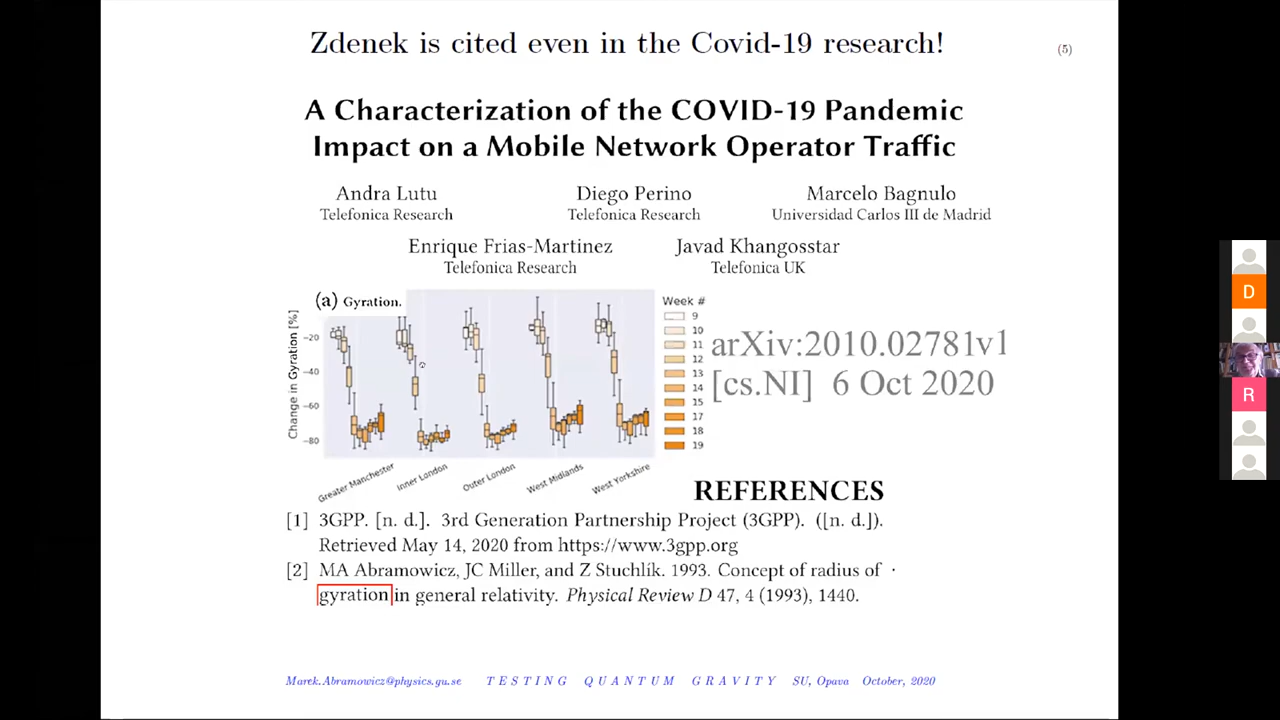 Zdenek is cited even in the Covid-19 research!
(5)
A Characterization of the COVID-19 Pandemic
Impact on a Mobile Network Operator Traffic
Andra Lutu
Telefonica Research
Diego Perino
Telefonica Research
Marcelo Bagnulo
Universidad Carlos III de Madrid
Enrique Frias-Martinez
Telefonica Research
Javad Khangosstar
Telefonica UK
(a) Gyration.
Change in Gyration [%]
−20
−40
−60
−80
Greater Manchester
Inner London
Outer London
West Midlands
West Yorkshire
Week #
9
10
11
12
13
14
15
17
18
19
arXiv:2010.02781v1
[cs.NI] 6 Oct 2020
REFERENCES
[1] 3GPP. [n. d.]. 3rd Generation Partnership Project (3GPP). ([n. d.]).
Retrieved May 14, 2020 from https://www.3gpp.org
[2] MA Abramowicz, JC Miller, and Z Stuchlík. 1993. Concept of radius of
gyration in general relativity. Physical Review D 47, 4 (1993), 1440.
Marek.Abramowicz@physics.gu.se TESTING QUANTUM GRAVITY SU, Opava October, 2020
D
R